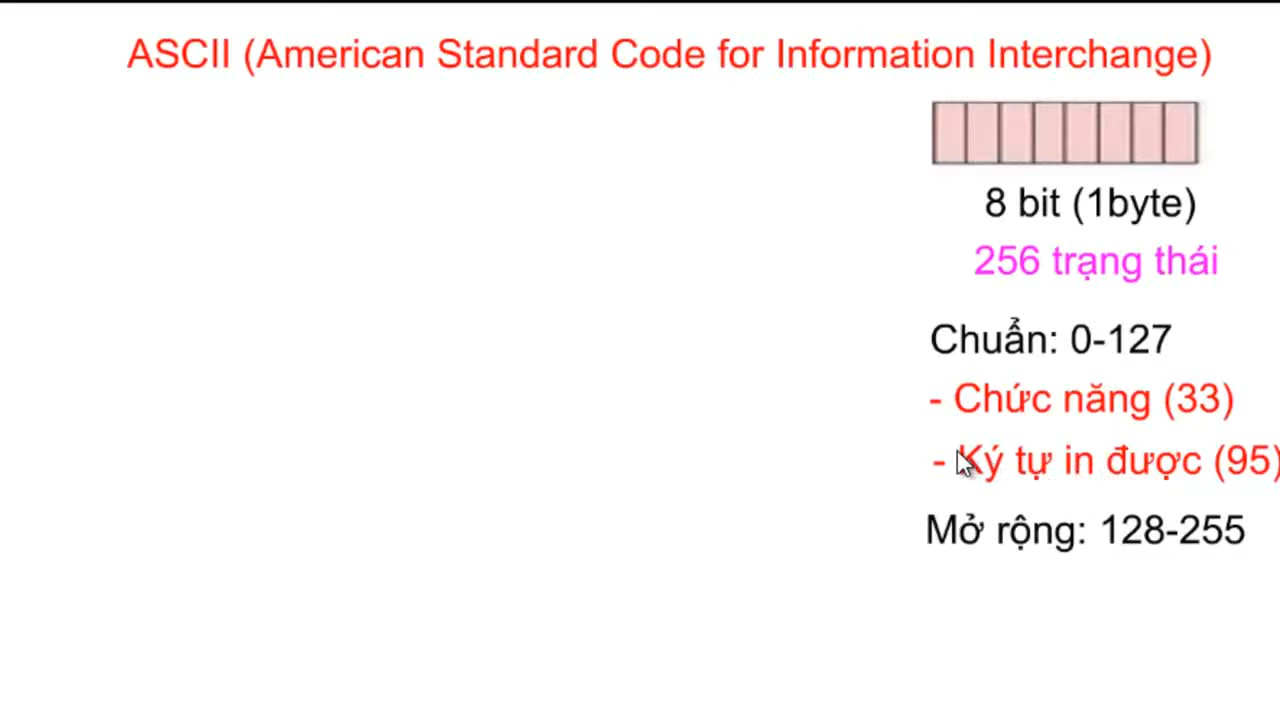 ASCII (American Standard Code for Information Interchange)
8 bit (1byte)
256 trạng thái
Chuẩn: 0-127
- Chức năng (33)
- Ký tự in được (95)
Mở rộng: 128-255